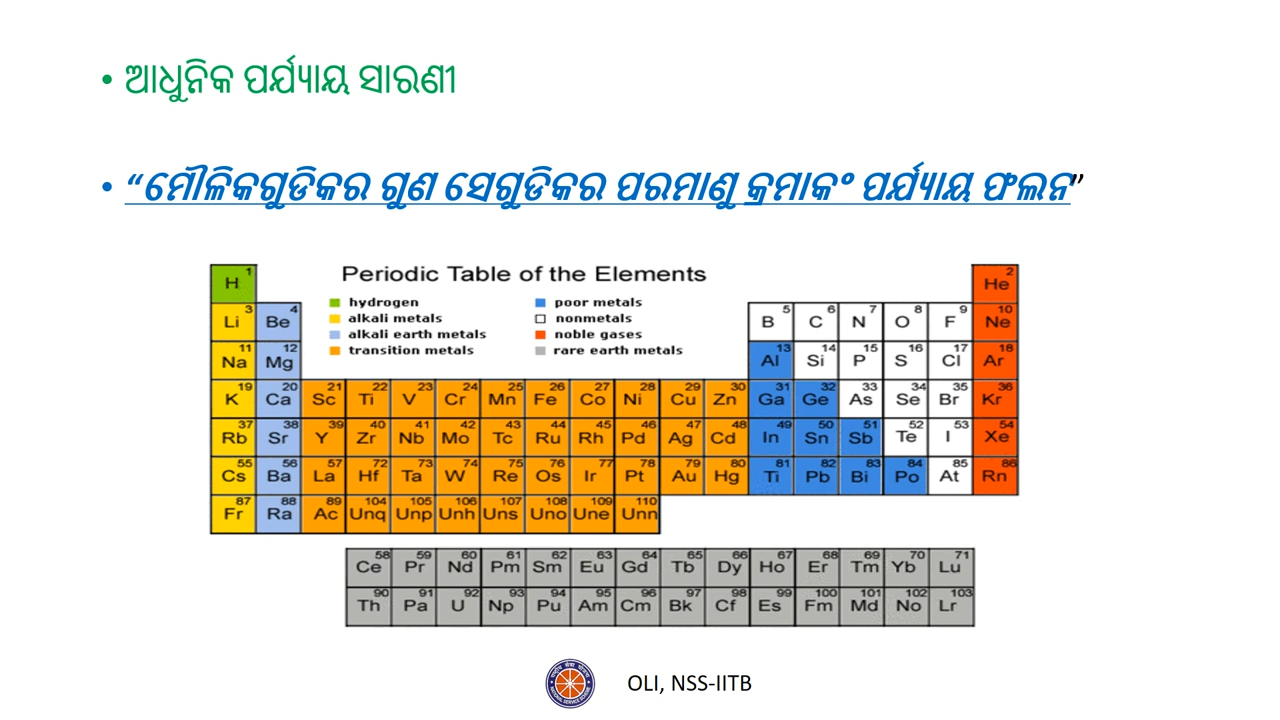 • ଆଧୁନିକ ପର୍ଯ୍ୟାୟ ସାରଣୀ
• “ମୌଳିକଗୁଡିକର ଗୁଣ ସେଗୁଡିକର ପରମାଣୁ କ୍ରମାକଂ ପର୍ଯ୍ୟାୟ ଫଳନ”
Periodic Table of the Elements
hydrogen poor metals
alkali metals nonmetals
alkali earth metals noble gases
transition metals rare earth metals
H 1 He 2
Li 3 Be 4 B 5 C 6 N 7 O 8 F 9 Ne 10
Na 11 Mg 12 Al 13 Si 14 P 15 S 16 Cl 17 Ar 18
K 19 Ca 20 Sc 21 Ti 22 V 23 Cr 24 Mn 25 Fe 26 Co 27 Ni 28 Cu 29 Zn 30 Ga 31 Ge 32 As 33 Se 34 Br 35 Kr 36
Rb 37 Sr 38 Y 39 Zr 40 Nb 41 Mo 42 Tc 43 Ru 44 Rh 45 Pd 46 Ag 47 Cd 48 In 49 Sn 50 Sb 51 Te 52 I 53 Xe 54
Cs 55 Ba 56 La 57 Hf 72 Ta 73 W 74 Re 75 Os 76 Ir 77 Pt 78 Au 79 Hg 80 Ti 81 Pb 82 Bi 83 Po 84 At 85 Rn 86
Fr 87 Ra 88 Ac 89 Unq 104 Unp 105 Unh 106 Uns 107 Uno 108 Une 109 Unn 110
Ce 58 Pr 59 Nd 60 Pm 61 Sm 62 Eu 63 Gd 64 Tb 65 Dy 66 Ho 67 Er 68 Tm 69 Yb 70 Lu 71
Th 90 Pa 91 U 92 Np 93 Pu 94 Am 95 Cm 96 Bk 97 Cf 98 Es 99 Fm 100 Md 101 No 102 Lr 103
OLI, NSS-IITB